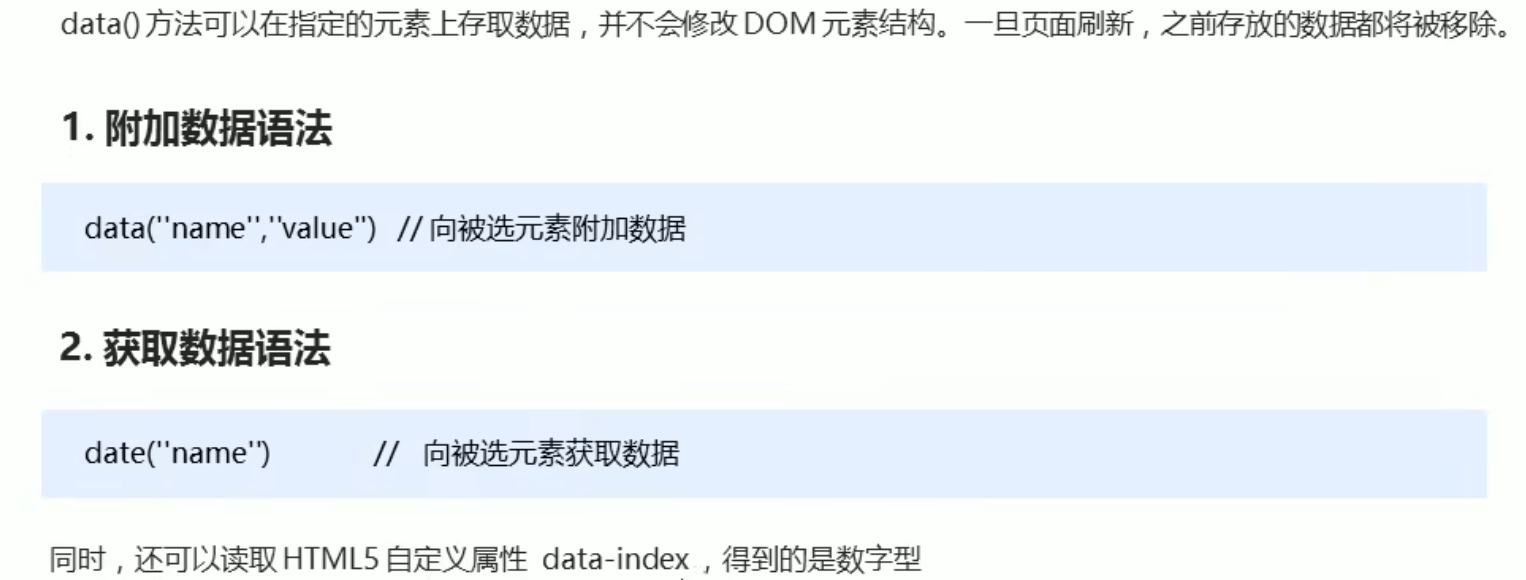 data()方法可以在指定的元素上存取数据，并不会修改 DOM 元素结构。一旦页面刷新，之前存放的数据都将被移除。
1. 附加数据语法
data(''name'',''value'') // 向被选元素附加数据
2. 获取数据语法
date(''name'') // 向被选元素获取数据
同时，还可以读取 HTML5 自定义属性 data-index ，得到的是数字型